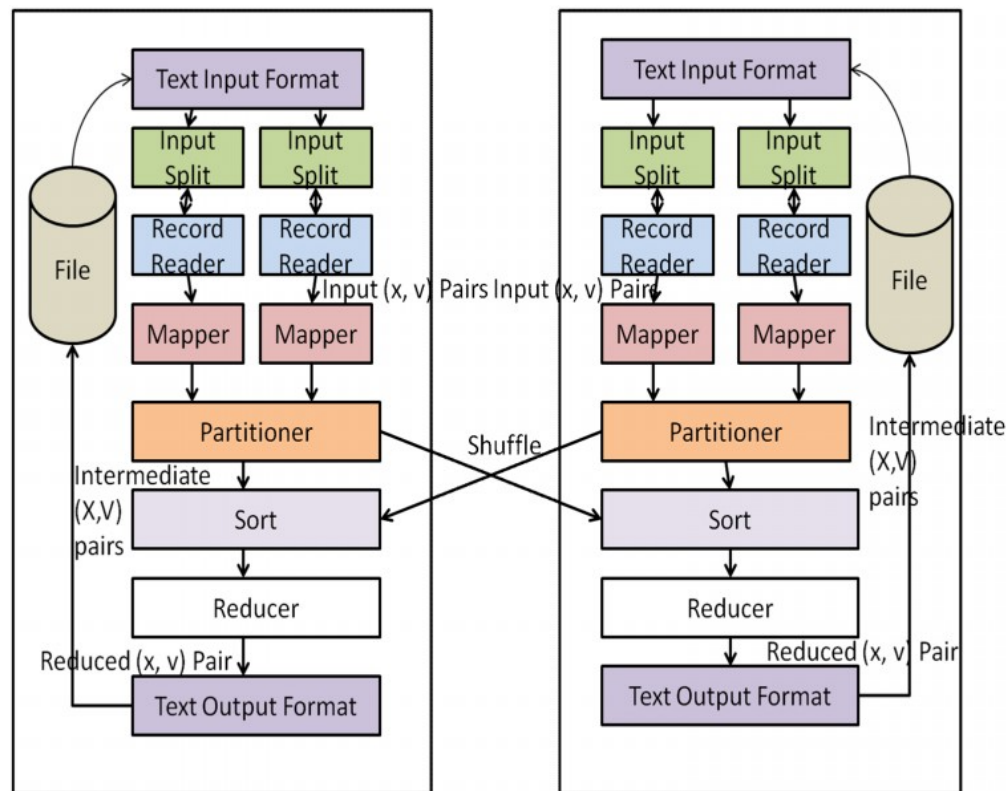 Text Input Format
Input
Split
Input
Split
Record
Reader
Record
Reader
File
Input (x, v) Pairs
Mapper
Mapper
Partitioner
Intermediate
(X,V)
pairs
Sort
Reducer
Reduced (x, v) Pair
Text Output Format
Shuffle
Text Input Format
Input
Split
Input
Split
Record
Reader
Record
Reader
File
Input (x, v) Pairs
Mapper
Mapper
Partitioner
Intermediate
(X,V)
pairs
Sort
Reducer
Reduced (x, v) Pair
Text Output Format